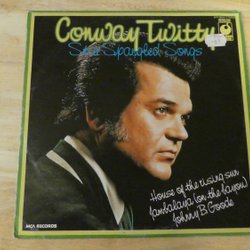 Conway Twitty
Star Spangled Songs
House of the rising sun
Jambalaya (on the bayou)
Johnny B. Goode
MCA RECORDS